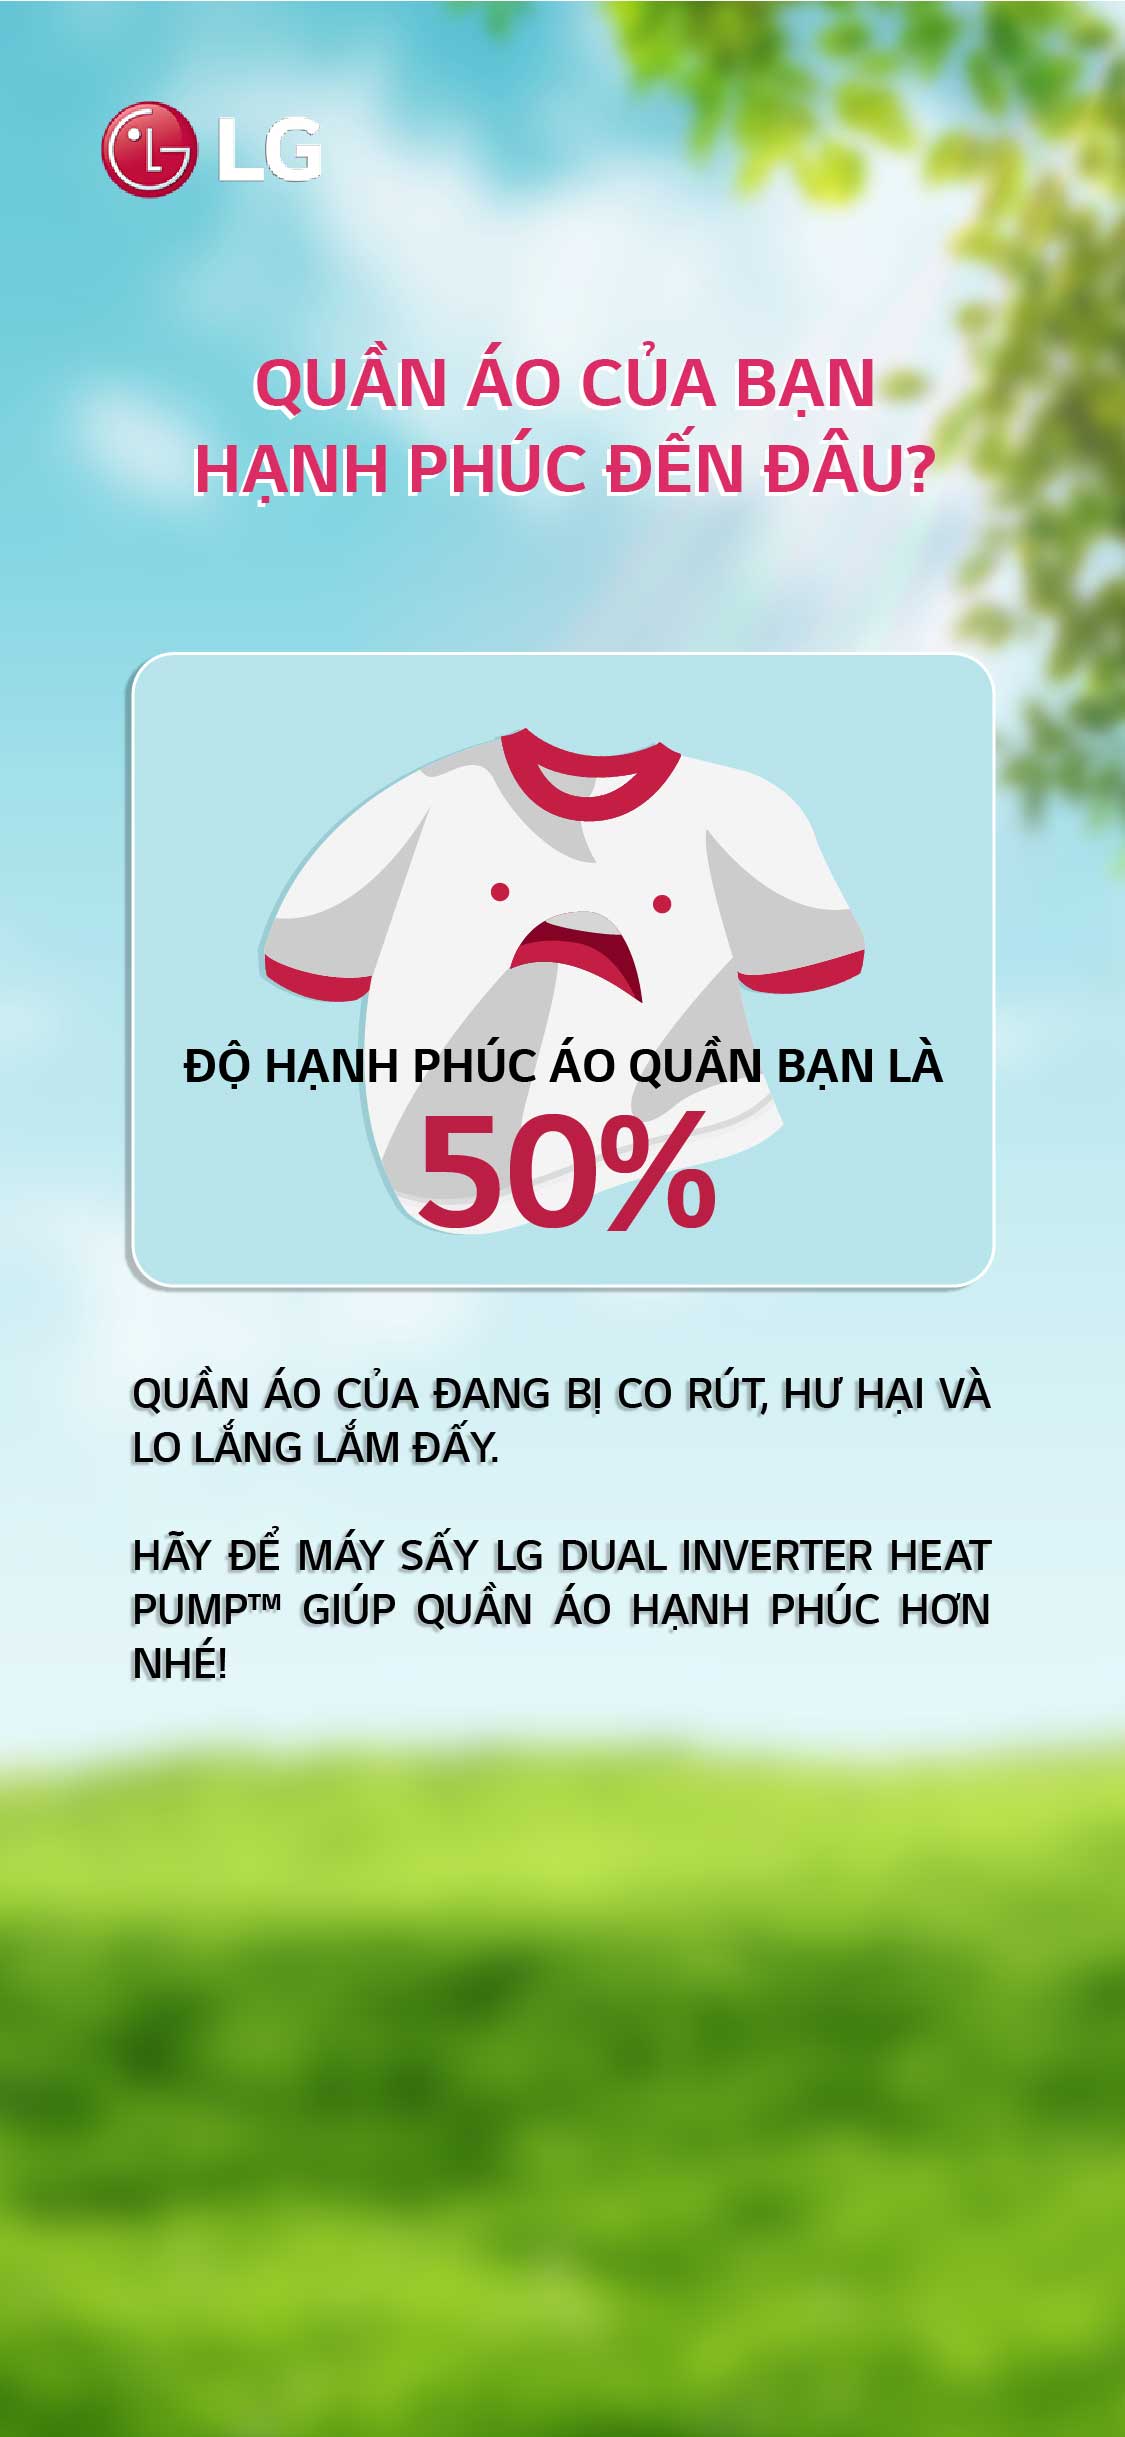 LG
QUẦN ÁO CỦA BẠN
HẠNH PHÚC ĐẾN ĐÂU?
ĐỘ HẠNH PHÚC ÁO QUẦN BẠN LÀ
50%
QUẦN ÁO CỦA ĐANG BỊ CO RÚT, HƯ HẠI VÀ
LO LẮNG LẮM ĐẤY.
HÃY ĐỂ MÁY SẤY LG DUAL INVERTER HEAT
PUMP™ GIÚP QUẦN ÁO HẠNH PHÚC HƠN
NHÉ!